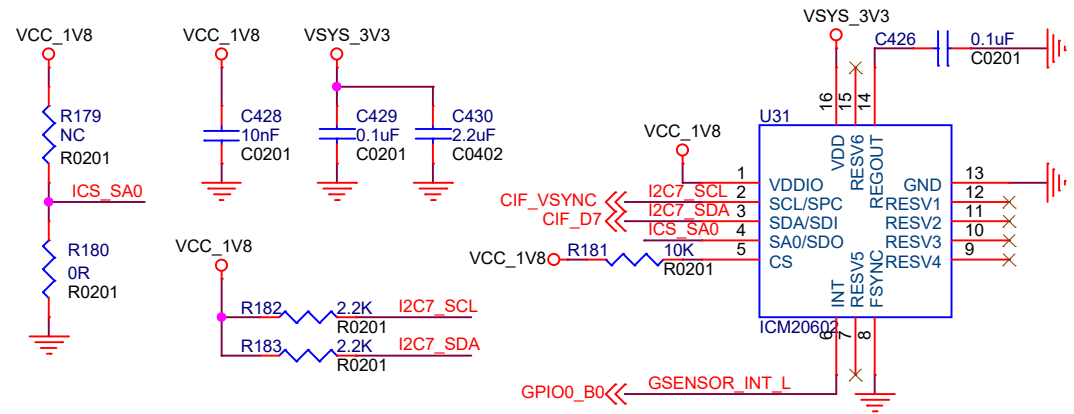 VCC_1V8
R179
NC
R0201
ICS_SA0
R180
0R
R0201
VCC_1V8
C428
10nF
C0201
VSYS_3V3
C429
0.1uF
C0201
C430
2.2uF
C0402
VCC_1V8
R182
2.2K
R0201
I2C7_SCL
R183
2.2K
R0201
I2C7_SDA
VSYS_3V3
C426
0.1uF
C0201
16
15
14
U31
VDD
RESV6
REGOUT
VCC_1V8
1
VDDIO
CIF_VSYNC
I2C7_SCL
2
SCL/SPC
CIF_D7
I2C7_SDA
3
SDA/SDI
ICS_SA0
4
SA0/SDO
VCC_1V8
R181
10K
R0201
5
CS
GND
13
RESV1
12
RESV2
11
RESV3
10
RESV4
9
INT
RESV5
FSYNC
ICM20602
6
7
8
GPIO0_B0
GSENSOR_INT_L